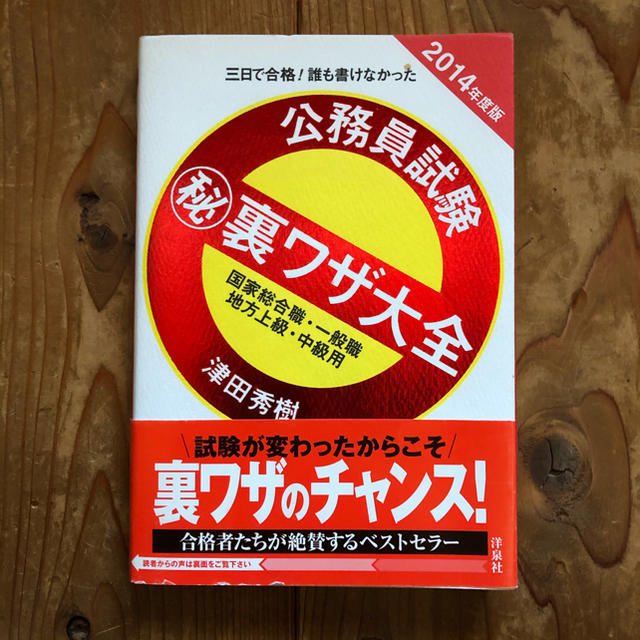 2014年度版
三日で合格!誰も書けなかった
公務員試験
㊙裏ワザ大全
国家総合職・一般職
地方上級・中級用
津田秀樹
試験が変わったからこそ
裏ワザのチャンス!
合格者たちが絶賛するベストセラー
読者からの声は裏面をご覧下さい
洋泉社